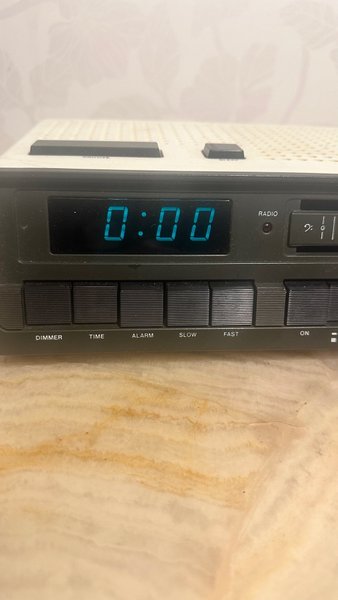 0:00
RADIO
DIMMER TIME ALARM SLOW FAST ON